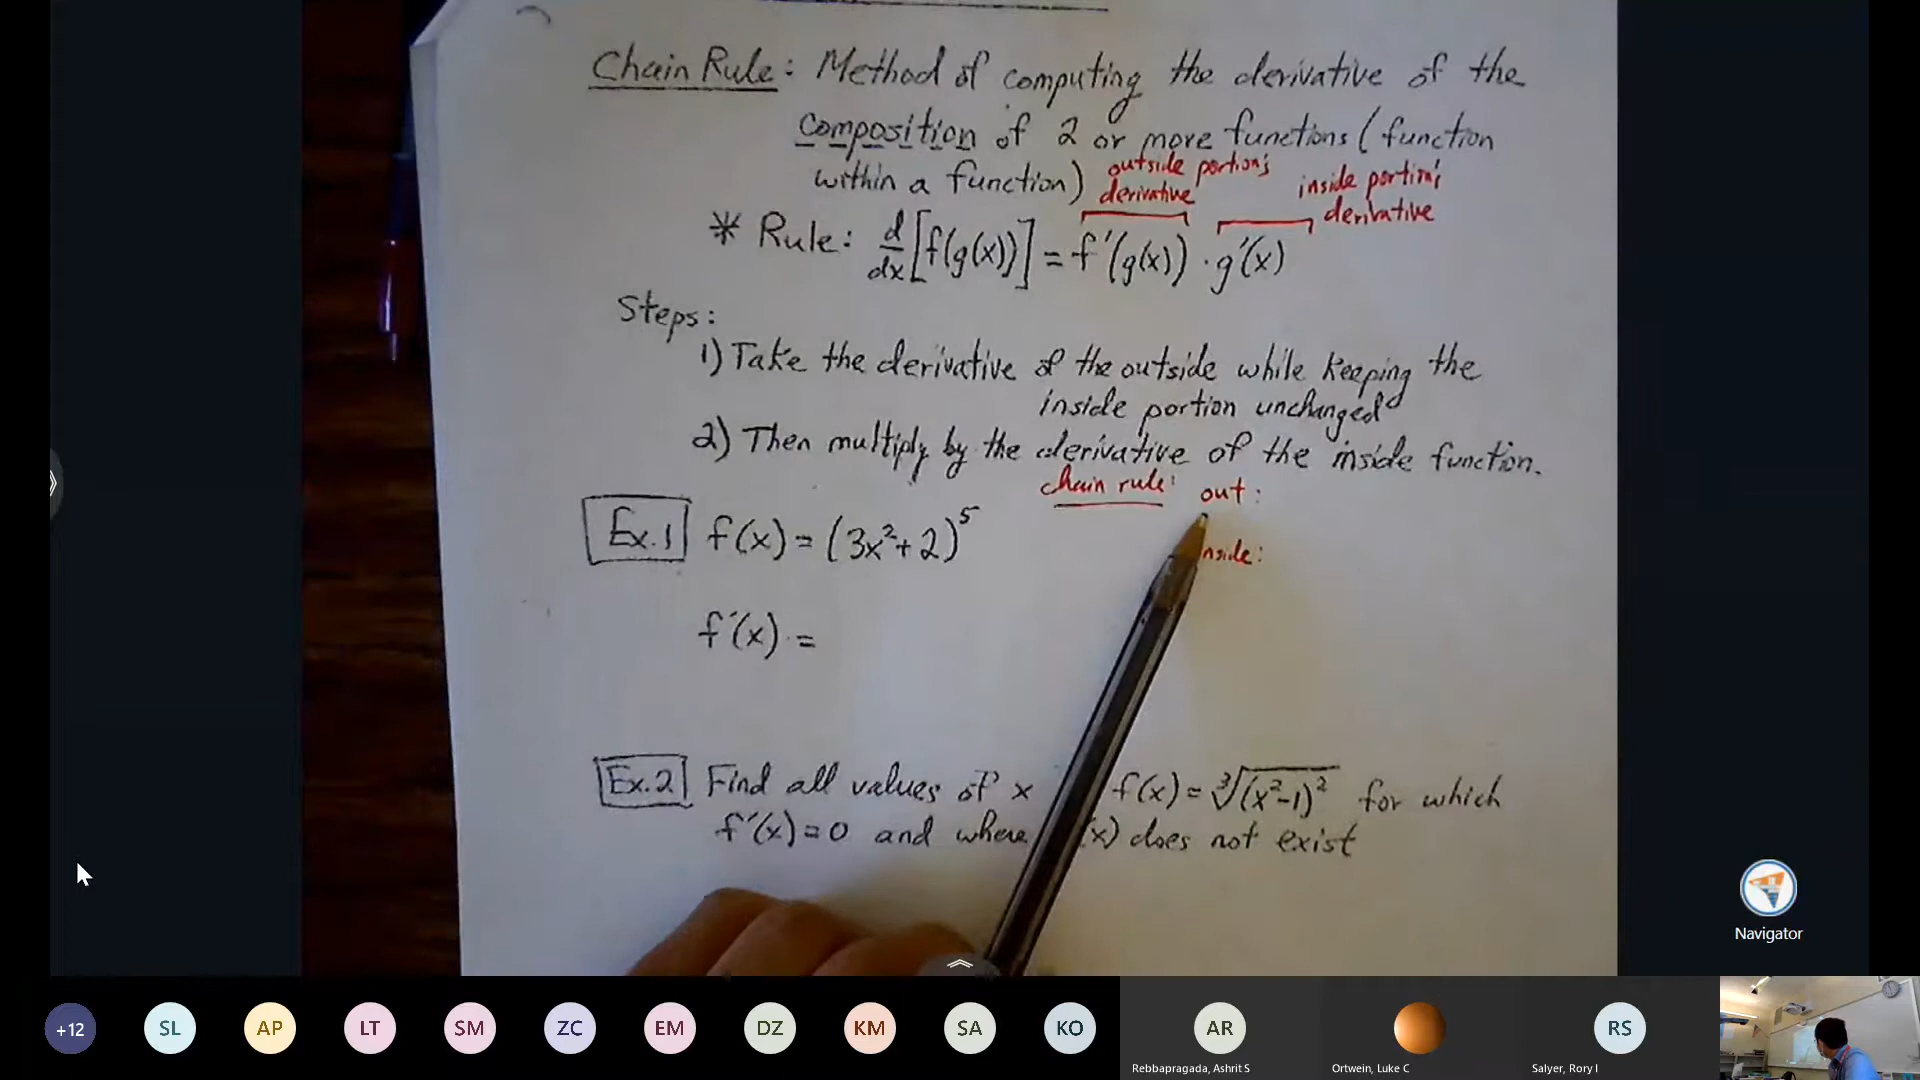 Chain Rule: Method of computing the derivative of the
composition of 2 or more functions (function
within a function)
outside portion's
derivative
inside portion's
derivative
* Rule: d/dx [f(g(x))] = f'(g(x)) · g'(x)
Steps:
1) Take the derivative of the outside while keeping the
inside portion unchanged
2) Then multiply by the derivative of the inside function.
chain rule: out:
nside:
Ex.1 f(x) = (3x²+2)⁵
f'(x) =
Ex.2 Find all values of x f(x) = ∛(x²-1)² for which
f'(x)=0 and where (x) does not exist
Navigator
+12 SL AP LT SM ZC EM DZ KM SA KO AR RS
Rebbapragada, Ashrit S Ortwein, Luke C Salyer, Rory I